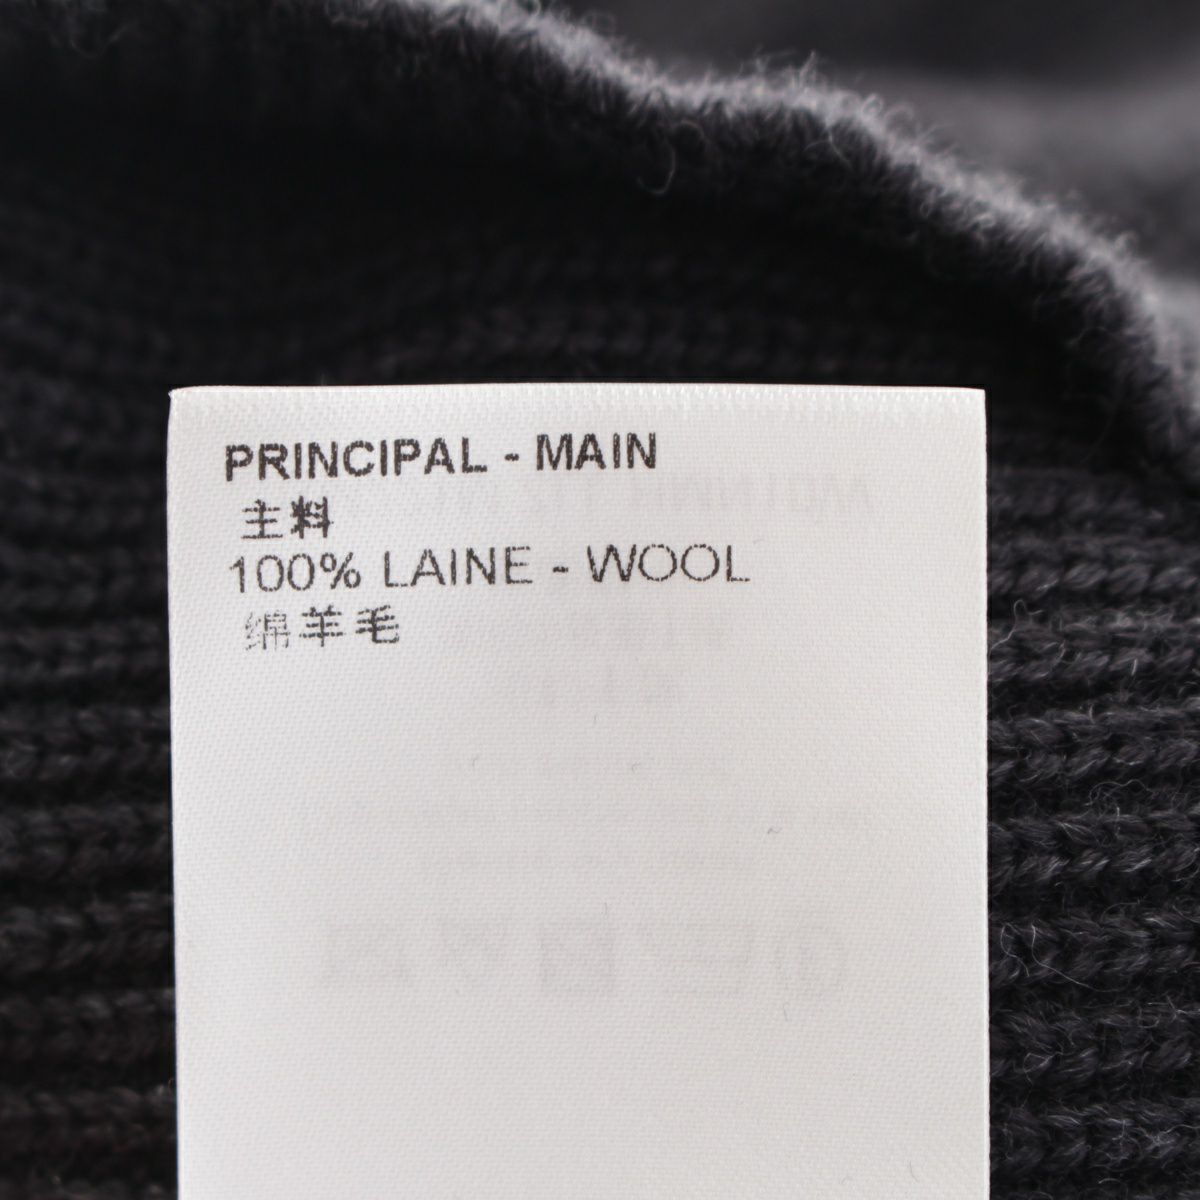 PRINCIPAL - MAIN
主料
100% LAINE - WOOL
绵羊毛